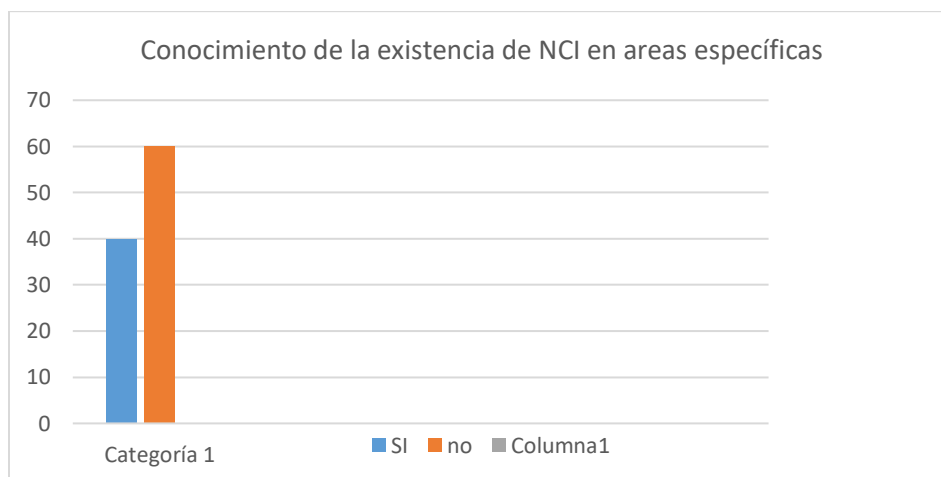 Conocimiento de la existencia de NCI en areas específicas
70
60
50
40
30
20
10
0
Categoría 1
SI no Columna1